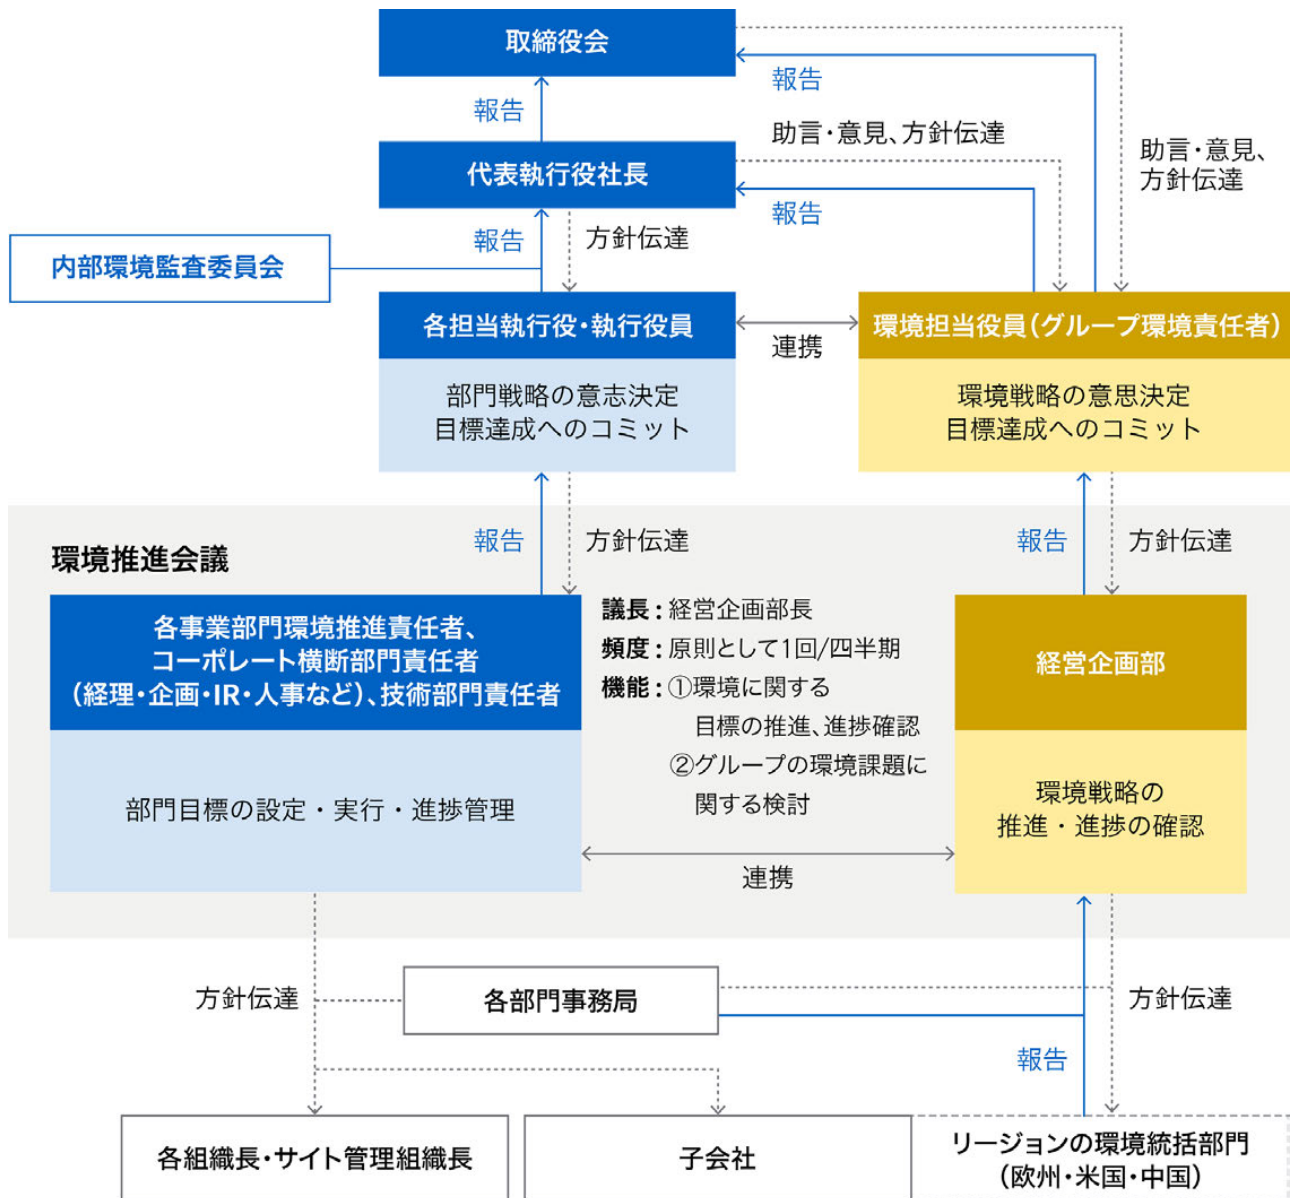 取締役会
報告
報告
助言・意見、方針伝達
助言・意見、
方針伝達
代表執行役社長
報告
報告
方針伝達
内部環境監査委員会
各担当執行役・執行役員
連携
環境担当役員(グループ環境責任者)
部門戦略の意志決定
目標達成へのコミット
環境戦略の意思決定
目標達成へのコミット
環境推進会議
報告
方針伝達
報告
方針伝達
各事業部門環境推進責任者、
コーポレート横断部門責任者
(経理・企画・IR・人事など)、技術部門責任者
部門目標の設定・実行・進捗管理
議長:経営企画部長
頻度:原則として1回/四半期
機能:①環境に関する
目標の推進、進捗確認
②グループの環境課題に
関する検討
経営企画部
環境戦略の
推進・進捗の確認
連携
方針伝達
各部門事務局
方針伝達
報告
各組織長・サイト管理組織長
子会社
リージョンの環境統括部門
(欧州・米国・中国)